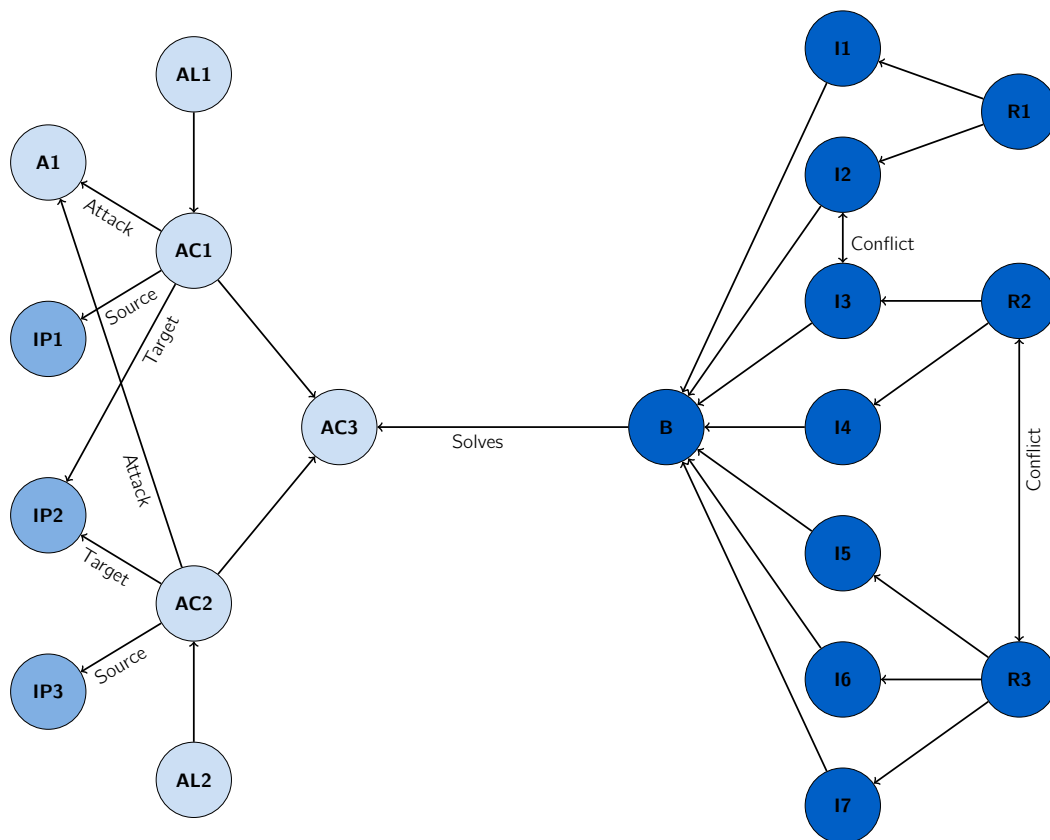 I1
AL1
R1
A1
I2
Attack
AC1
Conflict
Source
I3
R2
IP1
Target
AC3
Solves
B
I4
Conflict
Attack
IP2
Target
I5
AC2
Source
I6
R3
IP3
AL2
I7